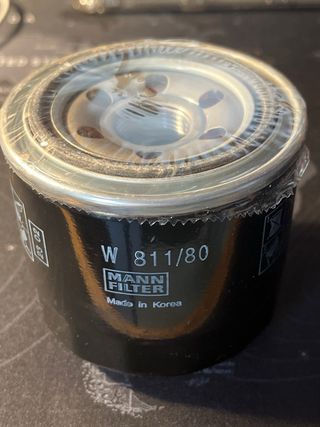 W 811/80
MANN
FILTER
Made in Korea